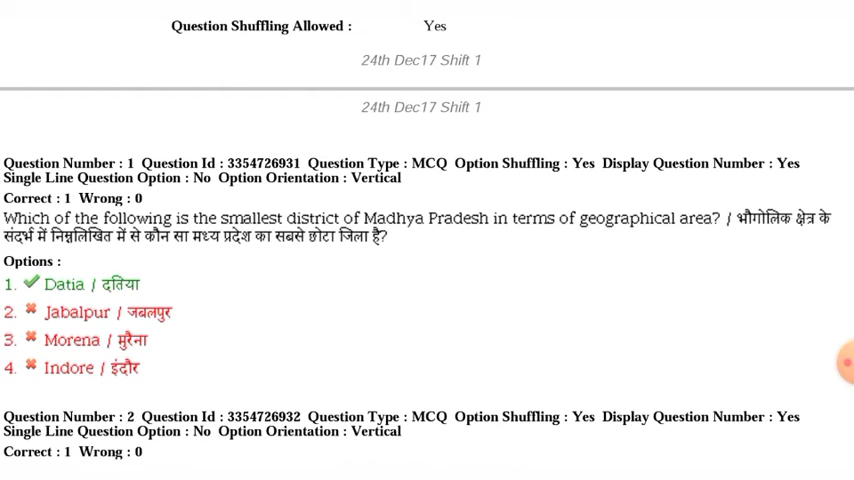 Question Shuffling Allowed : Yes
24th Dec17 Shift 1
24th Dec17 Shift 1
Question Number : 1 Question Id : 3354726931 Question Type : MCQ Option Shuffling : Yes Display Question Number : Yes
Single Line Question Option : No Option Orientation : Vertical
Correct : 1 Wrong : 0
Which of the following is the smallest district of Madhya Pradesh in terms of geographical area? / भौगोलिक क्षेत्र के
संदर्भ में निम्नलिखित में से कौन सा मध्य प्रदेश का सबसे छोटा जिला है?
Options :
1. Datia / दतिया
2. Jabalpur / जबलपुर
3. Morena / मुरैना
4. Indore / इंदौर
Question Number : 2 Question Id : 3354726932 Question Type : MCQ Option Shuffling : Yes Display Question Number : Yes
Single Line Question Option : No Option Orientation : Vertical
Correct : 1 Wrong : 0